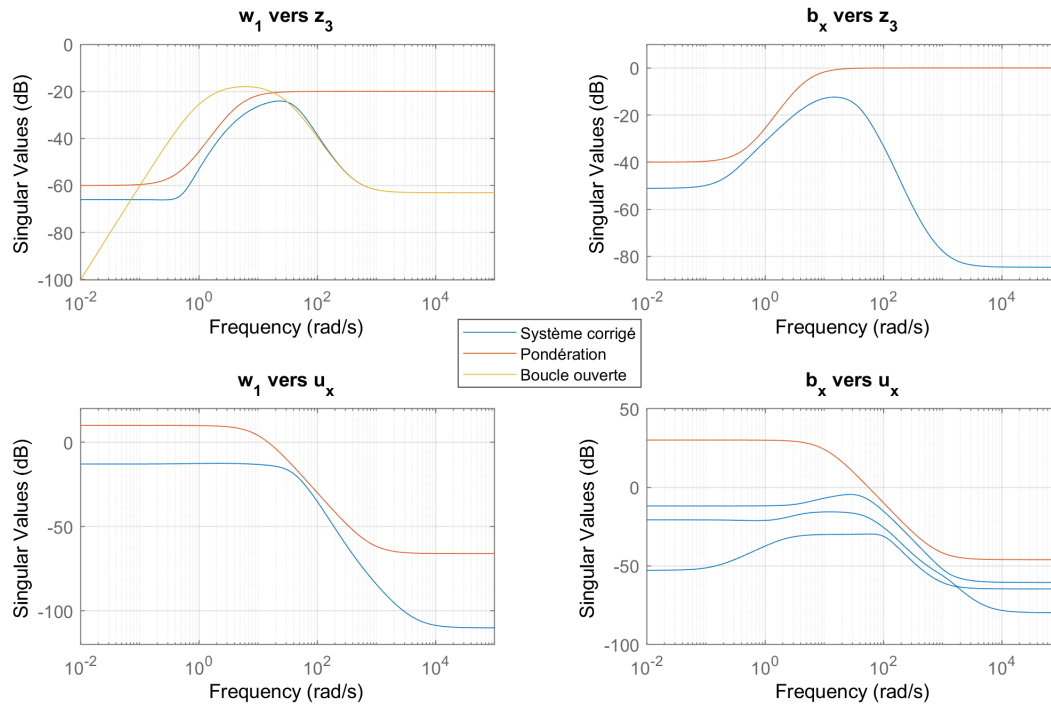 w1 vers z3
Singular Values (dB)
0
-20
-40
-60
-80
-100
10-2
100
102
104
Frequency (rad/s)
bx vers z3
Singular Values (dB)
0
-20
-40
-60
-80
10-2
100
102
104
Frequency (rad/s)
Système corrigé
Pondération
Boucle ouverte
w1 vers ux
Singular Values (dB)
0
-50
-100
10-2
100
102
104
Frequency (rad/s)
bx vers ux
Singular Values (dB)
50
0
-50
-100
10-2
100
102
104
Frequency (rad/s)